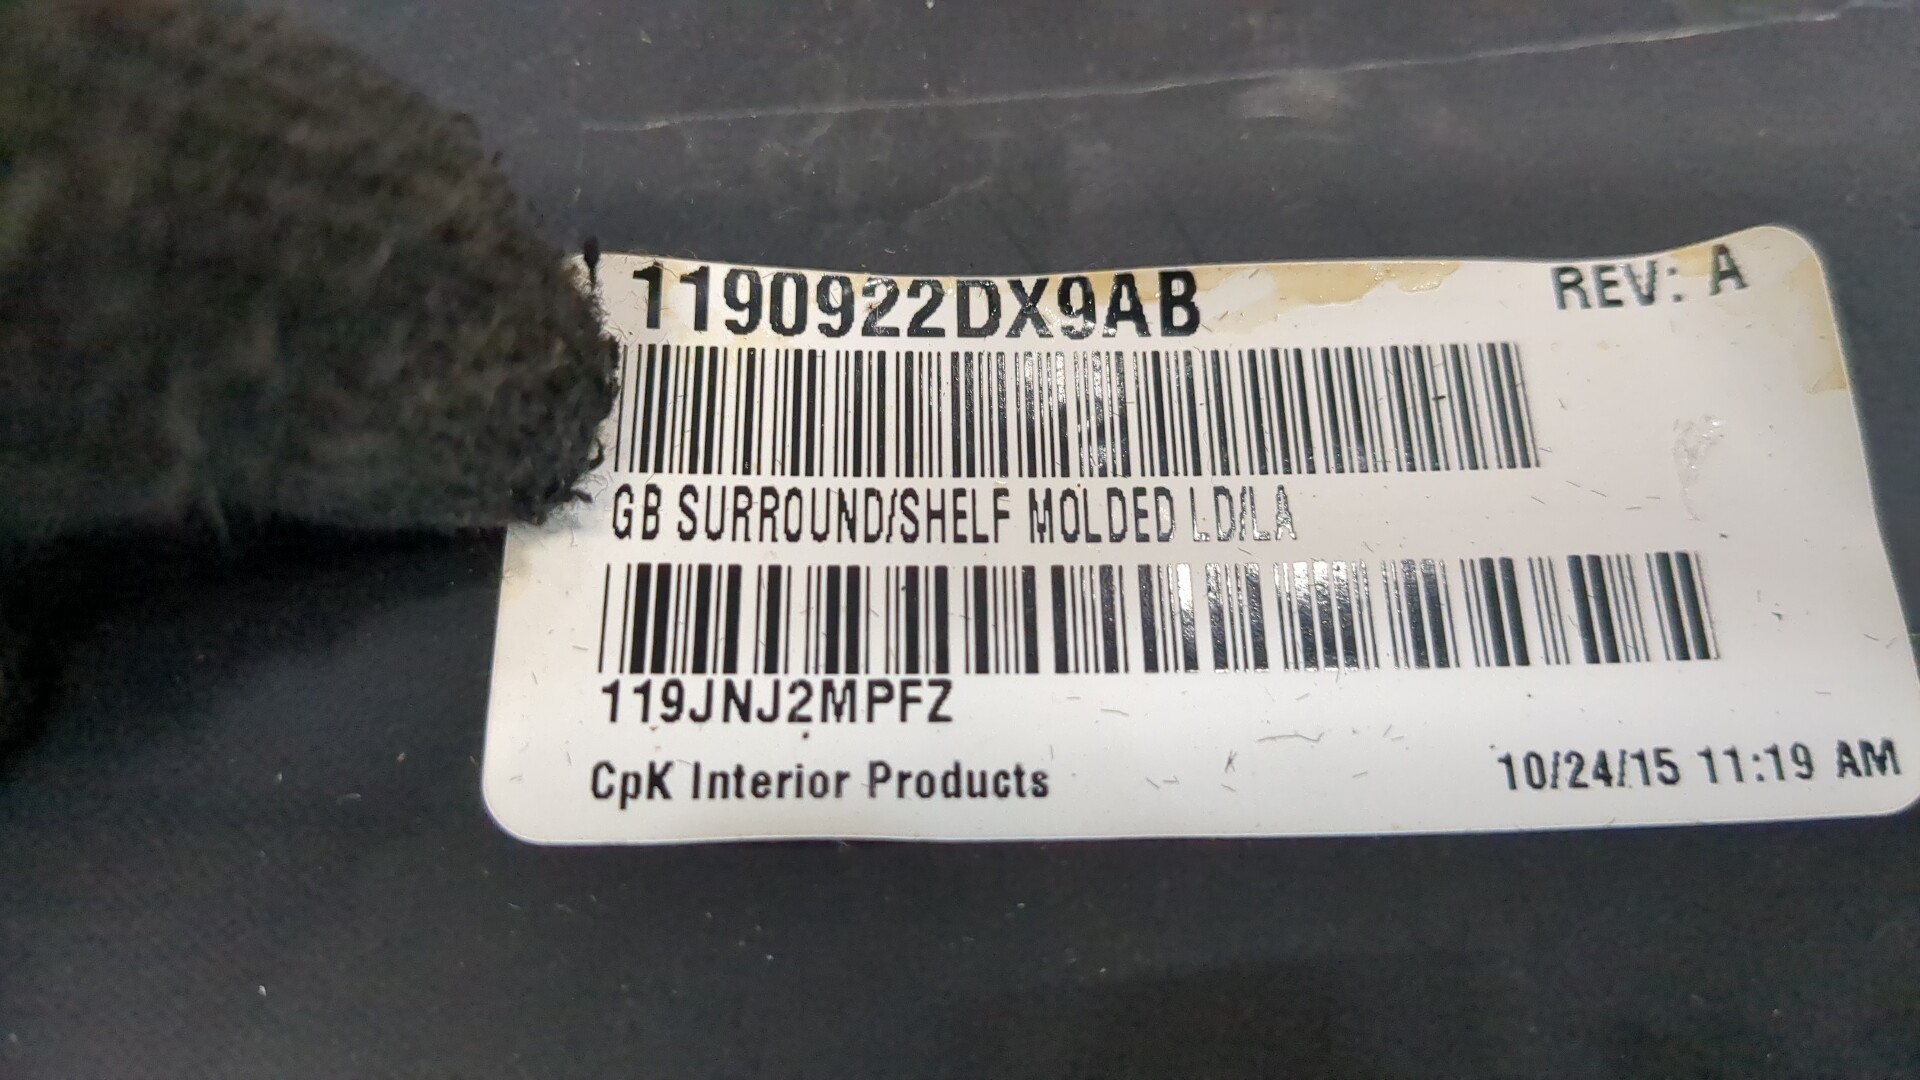 1190922DX9AB
REV: A
GB SURROUND/SHELF MOLDED LD/LA
119JNJ2MPFZ
CpK Interior Products
10/24/15 11:19 AM